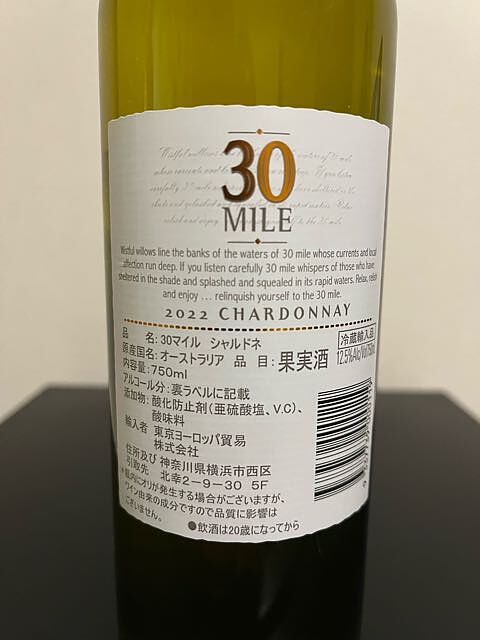 30
MILE
Wistful willows line the banks of the waters of 30 mile whose currents and local
affection run deep. If you listen carefully 30 mile whispers of those who have
sheltered in the shade and splashed and squealed in its rapid waters. Relax, relish
and enjoy ... relinquish yourself to the 30 mile.
2022 CHARDONNAY
品 名:30マイル シャルドネ
冷蔵輸入品
原産国名:オーストラリア 品 目:果実酒
12.5%Alc/Vol 750ml
内容量:750ml
アルコール分:裏ラベルに記載
添加物:酸化防止剤(亜硫酸塩、V.C)、
酸味料
輸入者 東京ヨーロッパ貿易
株式会社
住所及び 神奈川県横浜市西区
引取先 北幸2-9-30 5F
*瓶内にオリが発生する場合がございますが、
ワイン由来の成分ですので品質に影響は
ございません。
●飲酒は20歳になってから